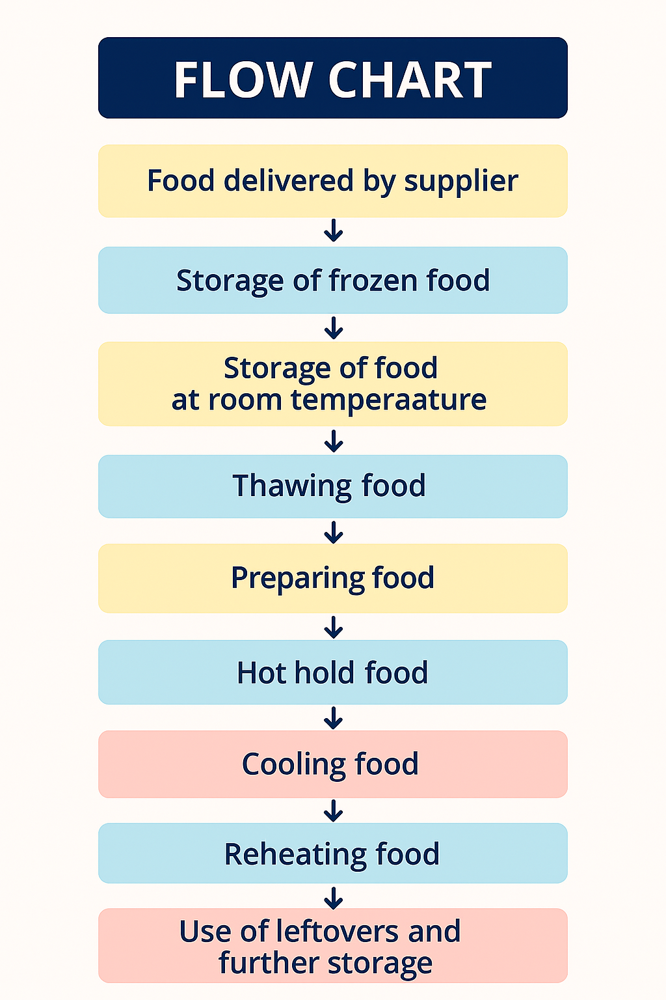 FLOW CHART
Food delivered by supplier
Storage of frozen food
Storage of food
at room temperaature
Thawing food
Preparing food
Hot hold food
Cooling food
Reheating food
Use of leftovers and
further storage